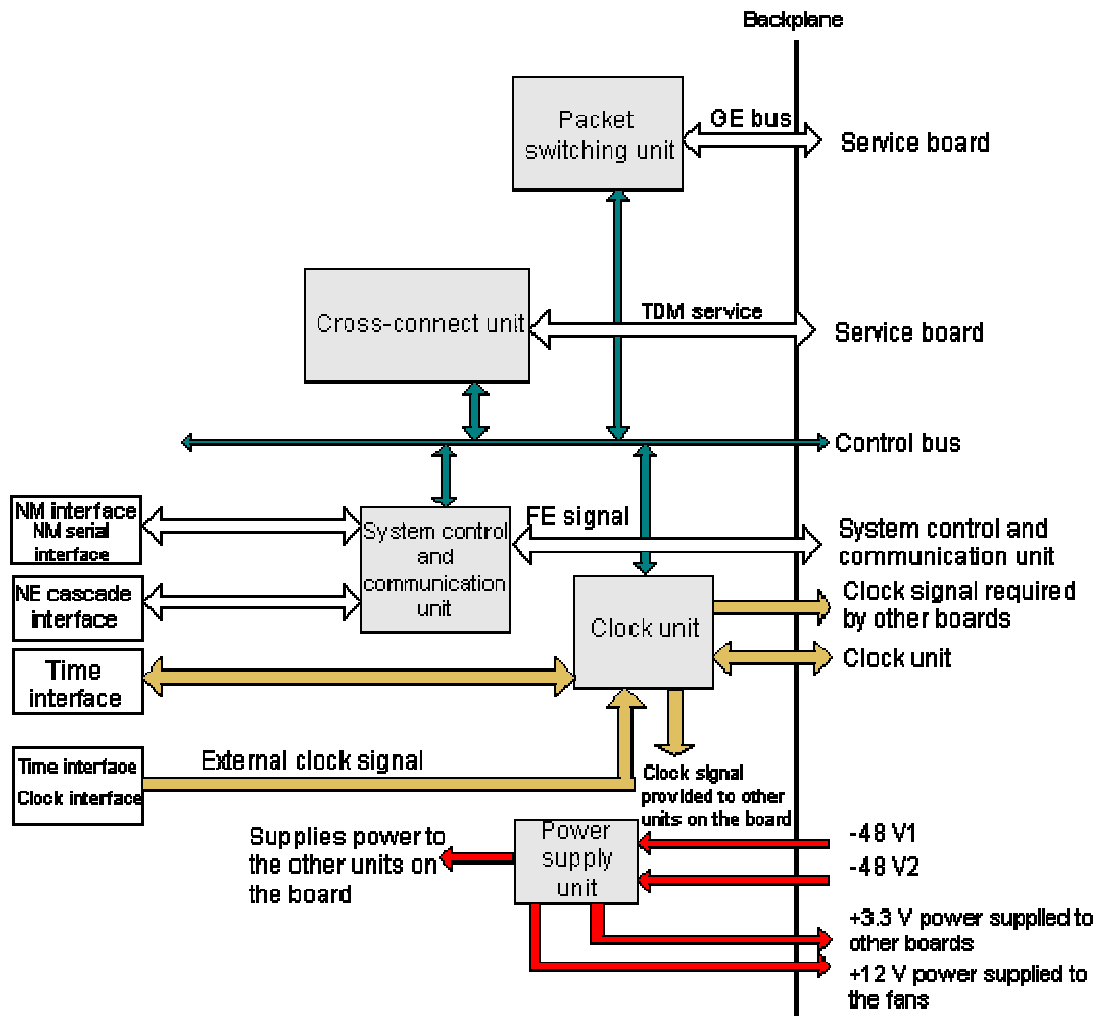 Backplane
Packet
switching unit
GE bus
Service board
Cross-connect unit
TDM service
Service board
Control bus
NM interface
NM serial
interface
System control
and
communication
unit
FE signal
System control and
communication unit
NE cascade
interface
Clock unit
Clock signal required
by other boards
Clock unit
Time
interface
Time interface
Clock interface
External clock signal
Clock signal
provided to other
units on the board
Supplies power to
the other units on
the board
Power
supply
unit
-48 V1
-48 V2
+3.3 V power supplied to
other boards
+12 V power supplied to
the fans